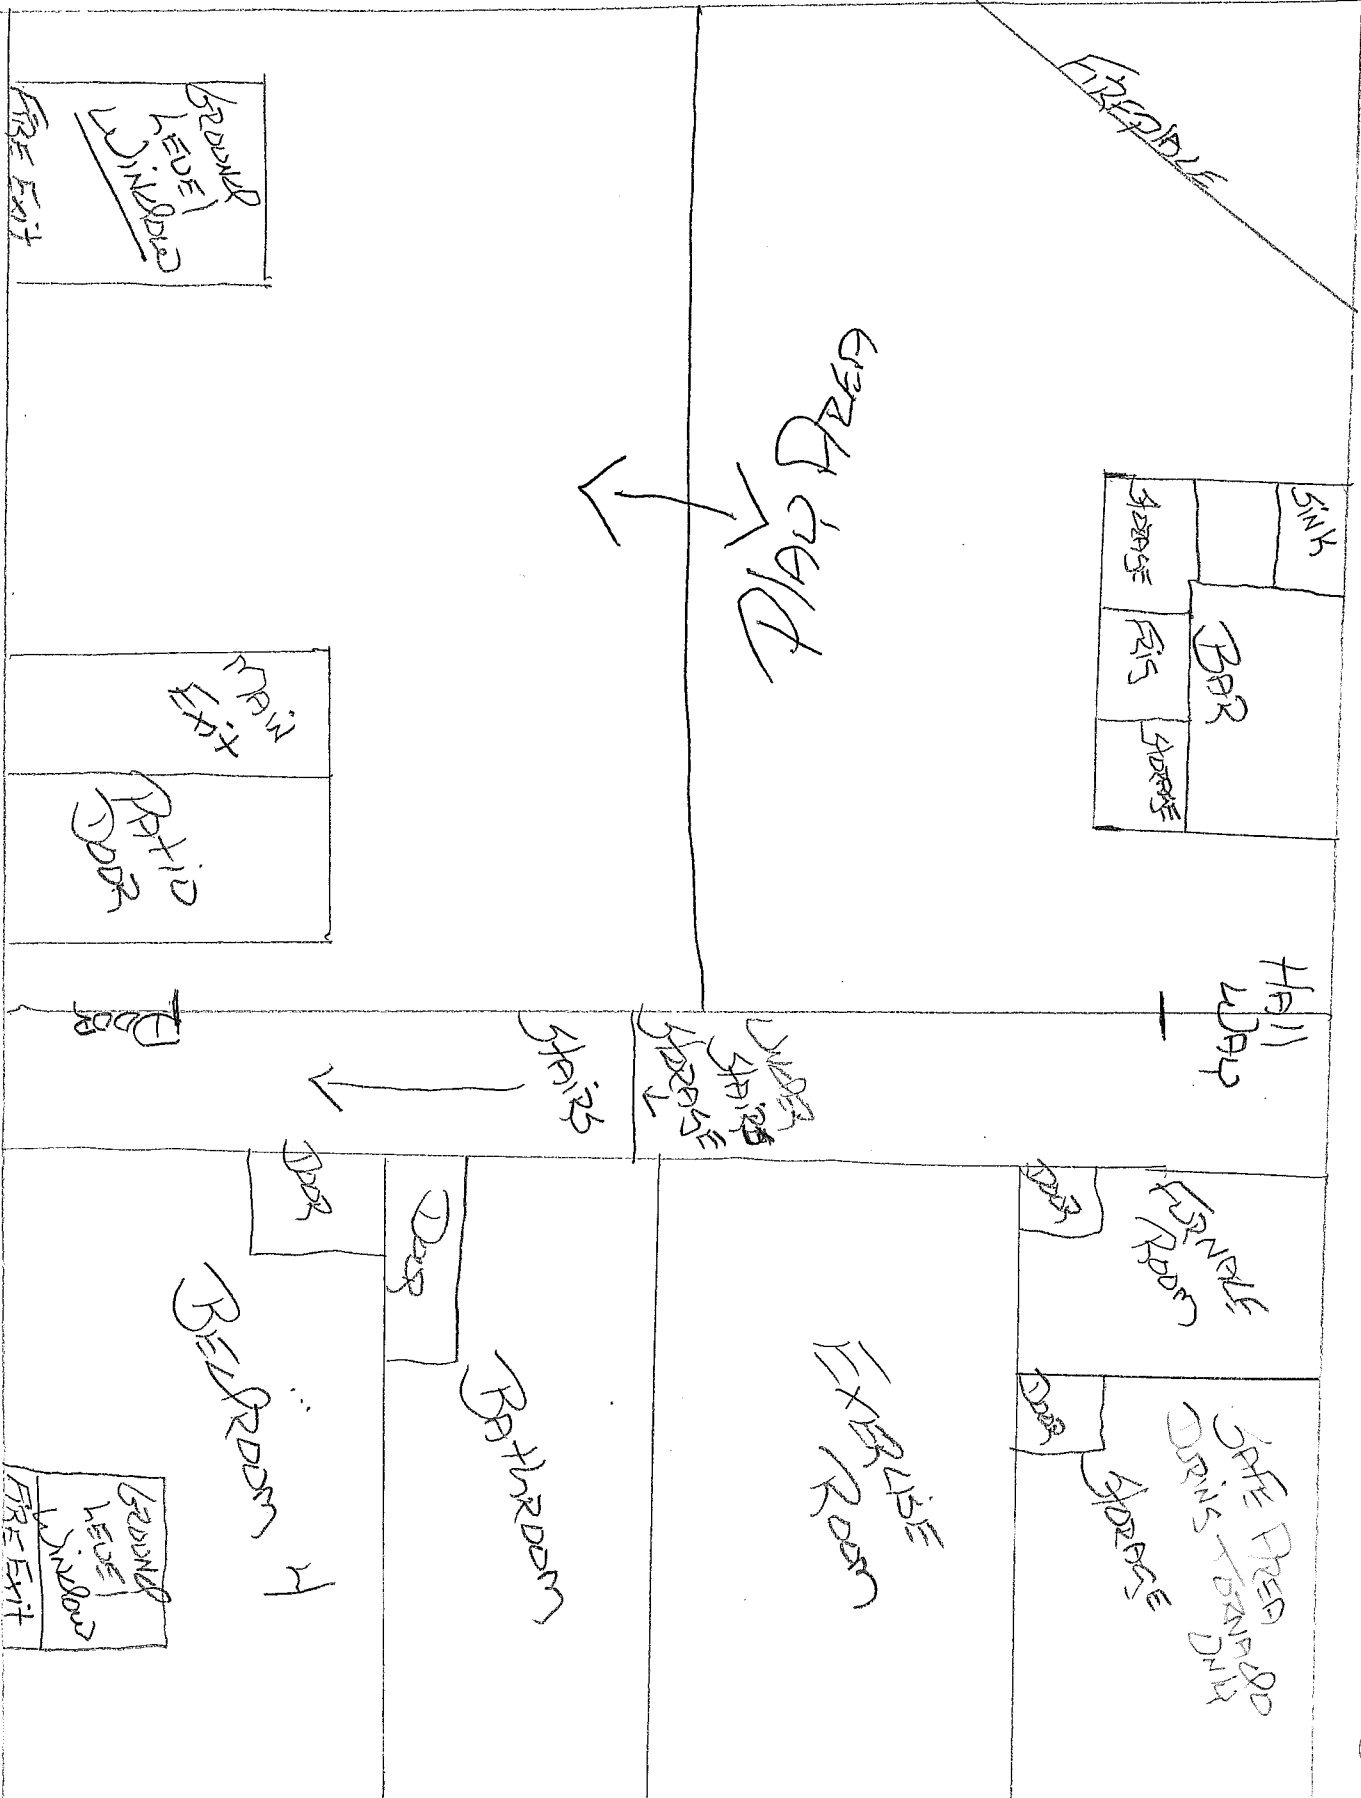 FIREPLACE
SINK
BAR
STORAGE
FRIG
STORAGE
HAll
WAY
FURNACE
ROOM
DOOR
SAFE AREA
DURING TORNADO
ONLY
DOOR
STORAGE
PlAY AREA
UNDER
STAIRS
STORAGE
EXERCISE
ROOM
STAIRS
DOOR
BAthROOM
DOOR
BEdROOM 4
GROUNd
LEVEl
WiNdOW
FIRE Exit
MAiN
Exit
PAtiO
DOOR
DOOR
GROUNd
LEVEl
WiNdow
FIRE Exit